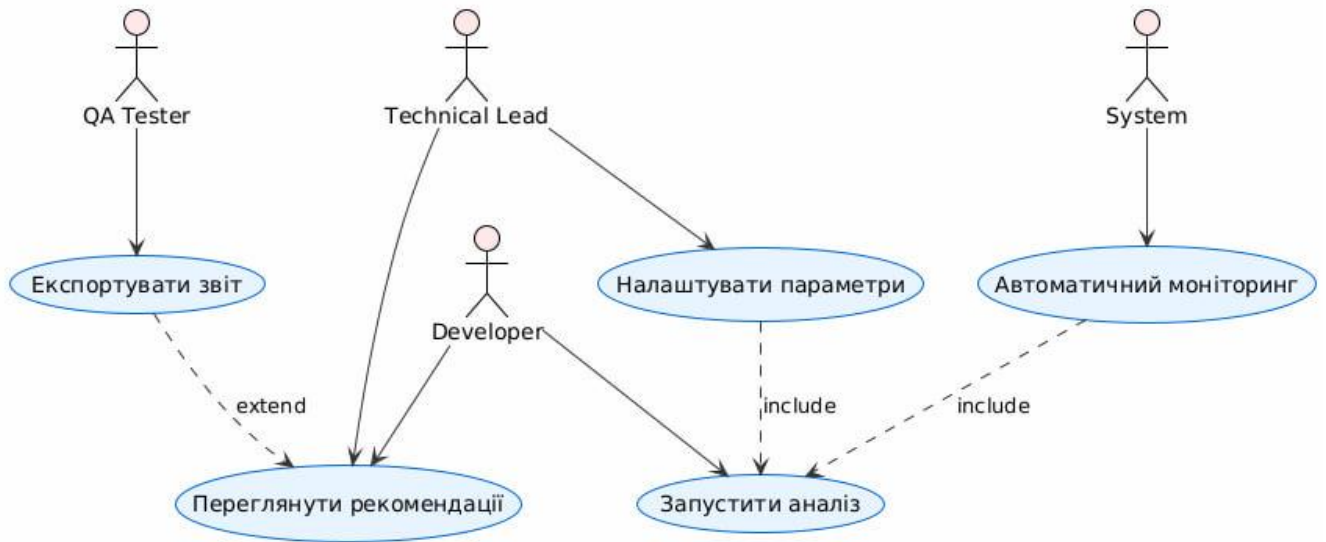 QA Tester
Technical Lead
System
Експортувати звіт
Налаштувати параметри
Автоматичний моніторинг
Developer
extend
include
include
Переглянути рекомендації
Запустити аналіз